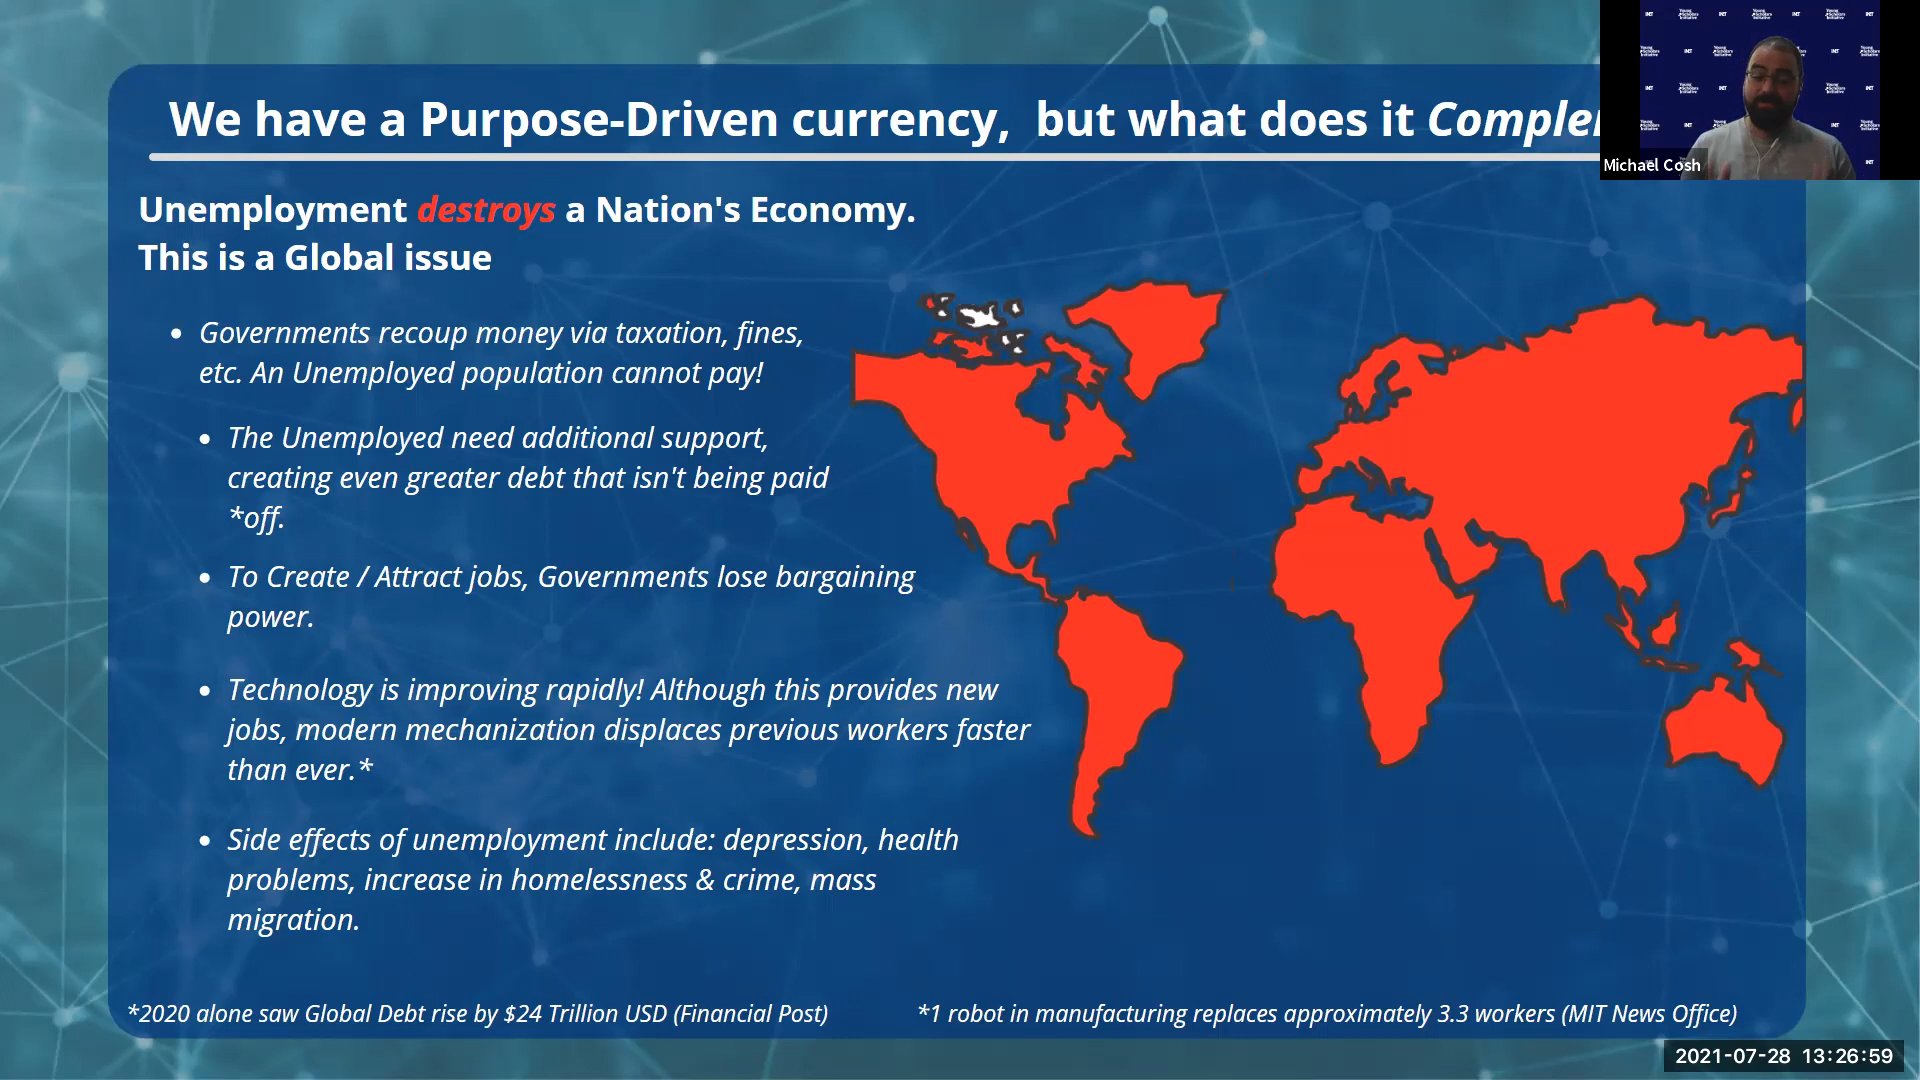 We have a Purpose-Driven currency, but what does it
Michael Cosh
Unemployment destroys a Nation's Economy.
This is a Global issue
• Governments recoup money via taxation, fines,
etc. An Unemployed population cannot pay!
• The Unemployed need additional support,
creating even greater debt that isn't being paid
*off.
• To Create / Attract jobs, Governments lose bargaining
power.
• Technology is improving rapidly! Although this provides new
jobs, modern mechanization displaces previous workers faster
than ever.*
• Side effects of unemployment include: depression, health
problems, increase in homelessness & crime, mass
migration.
*2020 alone saw Global Debt rise by $24 Trillion USD (Financial Post)
*1 robot in manufacturing replaces approximately 3.3 workers (MIT News Office)
2021-07-28 13:26:59